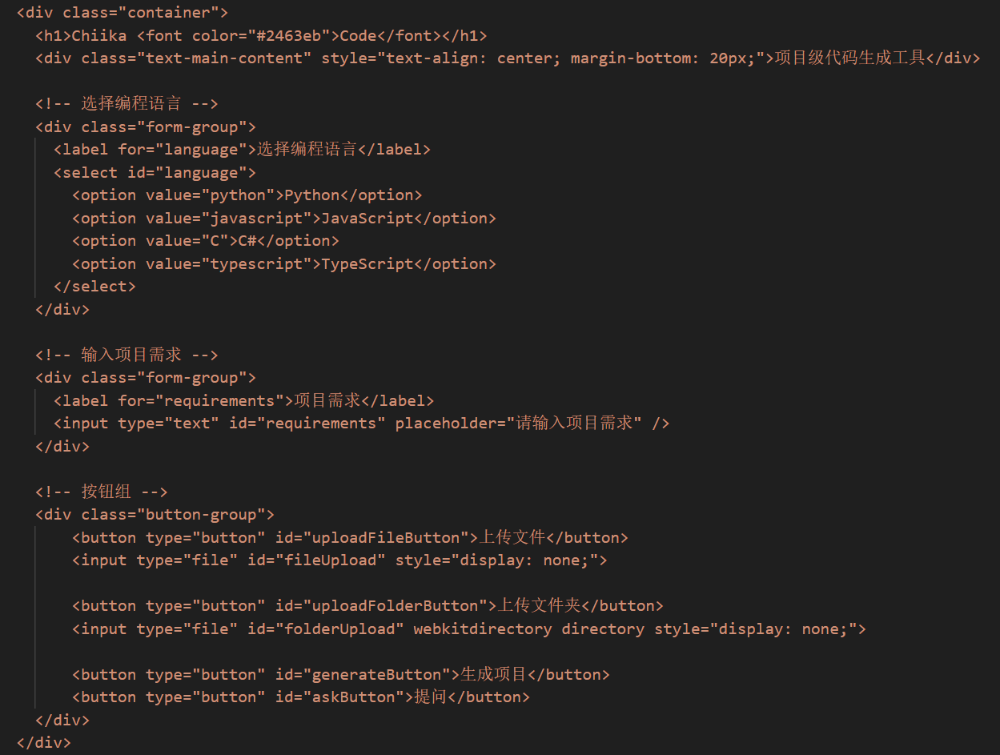 <div class="container">
<h1>Chiika <font color="#2463eb">Code</font></h1>
<div class="text-main-content" style="text-align: center; margin-bottom: 20px;">项目级代码生成工具</div>
<!-- 选择编程语言 -->
<div class="form-group">
<label for="language">选择编程语言</label>
<select id="language">
<option value="python">Python</option>
<option value="javascript">JavaScript</option>
<option value="C">C#</option>
<option value="typescript">TypeScript</option>
</select>
</div>
<!-- 输入项目需求 -->
<div class="form-group">
<label for="requirements">项目需求</label>
<input type="text" id="requirements" placeholder="请输入项目需求" />
</div>
<!-- 按钮组 -->
<div class="button-group">
<button type="button" id="uploadFileButton">上传文件</button>
<input type="file" id="fileUpload" style="display: none;">
<button type="button" id="uploadFolderButton">上传文件夹</button>
<input type="file" id="folderUpload" webkitdirectory directory style="display: none;">
<button type="button" id="generateButton">生成项目</button>
<button type="button" id="askButton">提问</button>
</div>
</div>